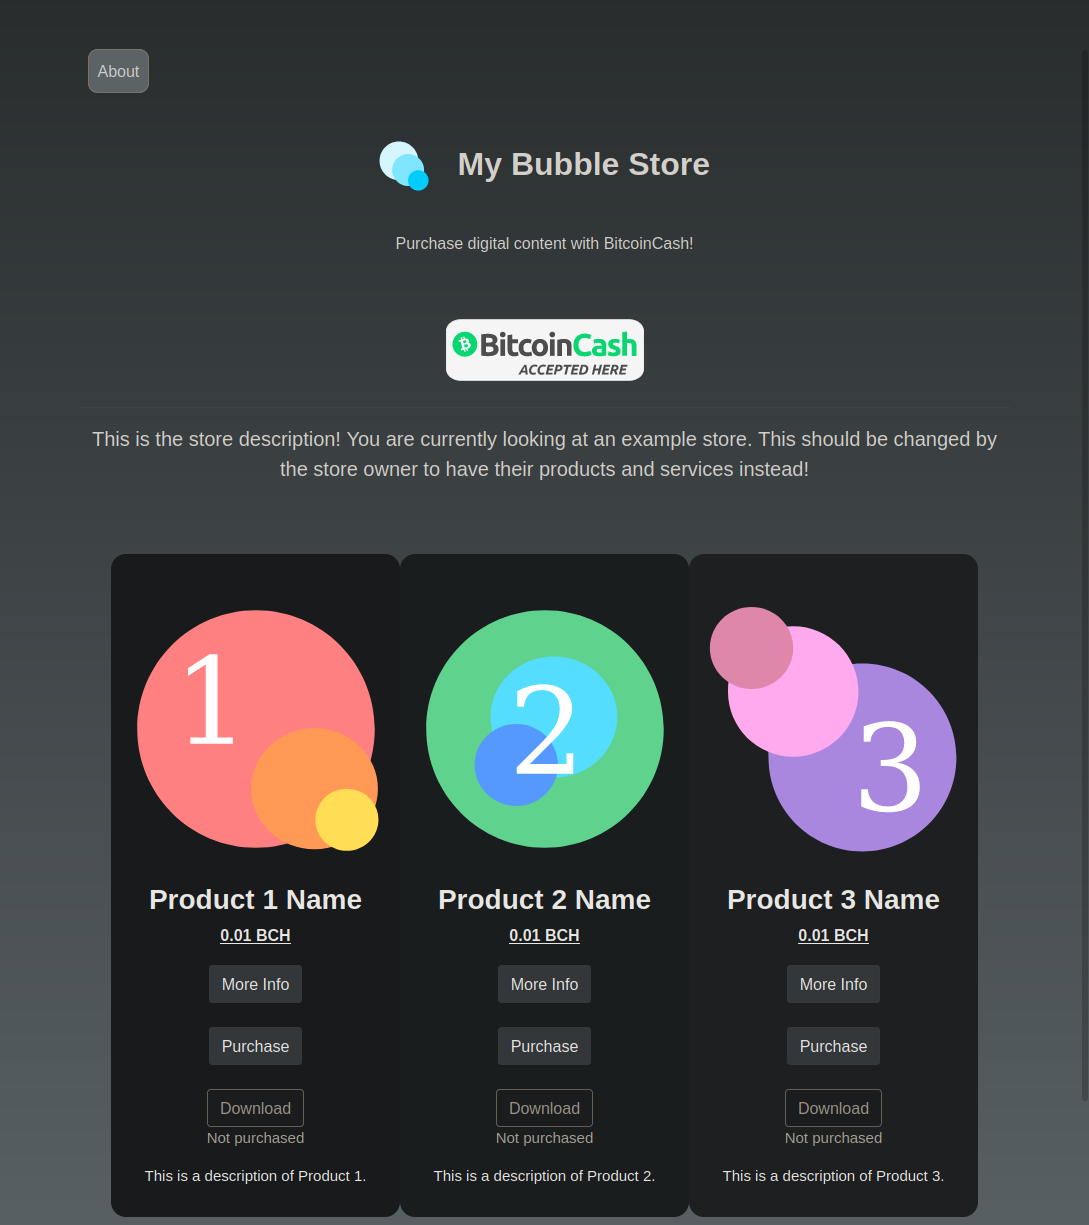 About
My Bubble Store
Purchase digital content with BitcoinCash!
BitcoinCash
ACCEPTED HERE
This is the store description! You are currently looking at an example store. This should be changed by
the store owner to have their products and services instead!
1
2
3
Product 1 Name
Product 2 Name
Product 3 Name
0.01 BCH
0.01 BCH
0.01 BCH
More Info
More Info
More Info
Purchase
Purchase
Purchase
Download
Download
Download
Not purchased
Not purchased
Not purchased
This is a description of Product 1.
This is a description of Product 2.
This is a description of Product 3.